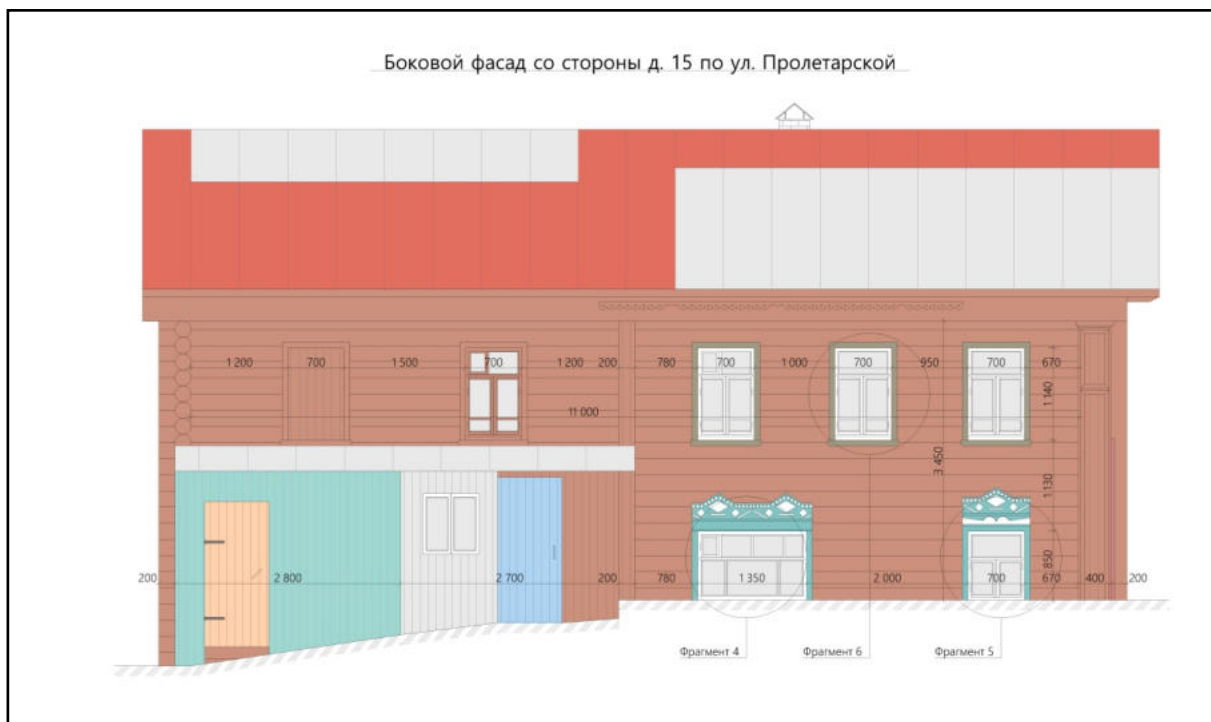 Боковой фасад со стороны д. 15 по ул. Пролетарской
1 200 700 1 500 700 1 200 200 780 700 1 000 700 950 700 670
1 140
11 000
3 450
1 130
850
200 2 800 2 700 200 780 1 350 2 000 700 670 400 200
Фрагмент 4 Фрагмент 6 Фрагмент 5